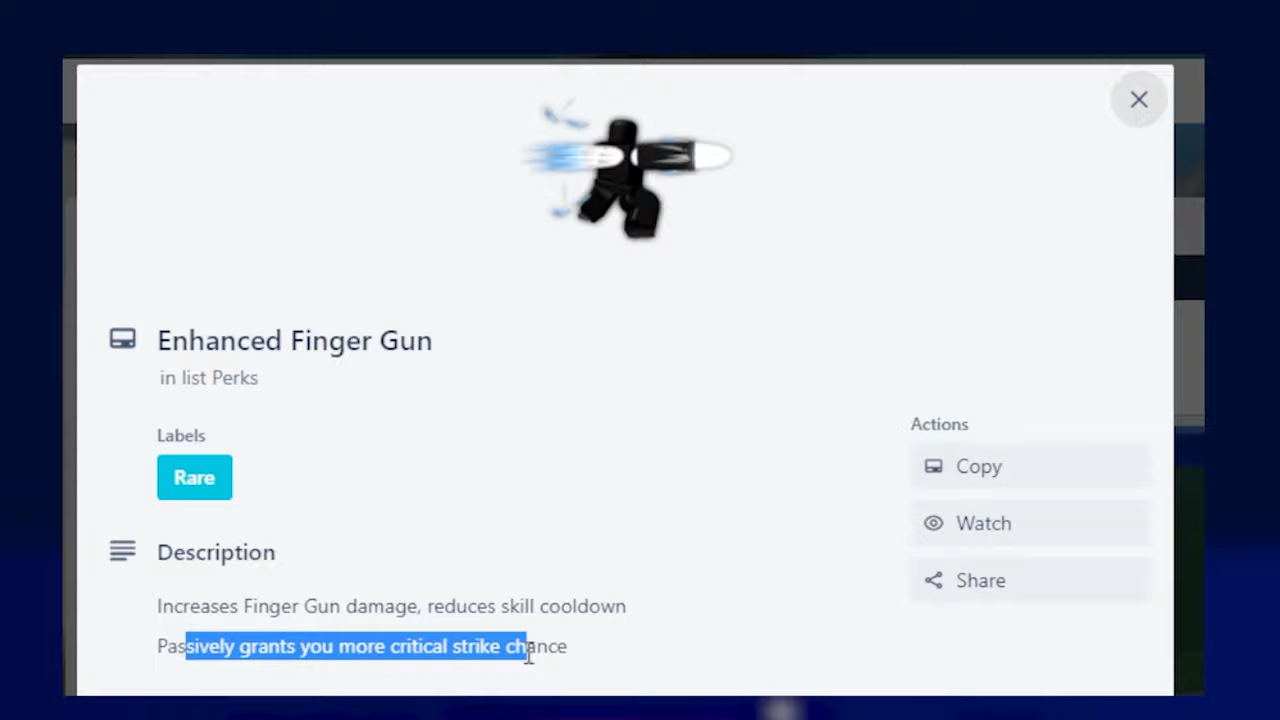 Enhanced Finger Gun
in list Perks
Labels
Rare
Description
Increases Finger Gun damage, reduces skill cooldown
Passively grants you more critical strike chance
Actions
Copy
Watch
Share